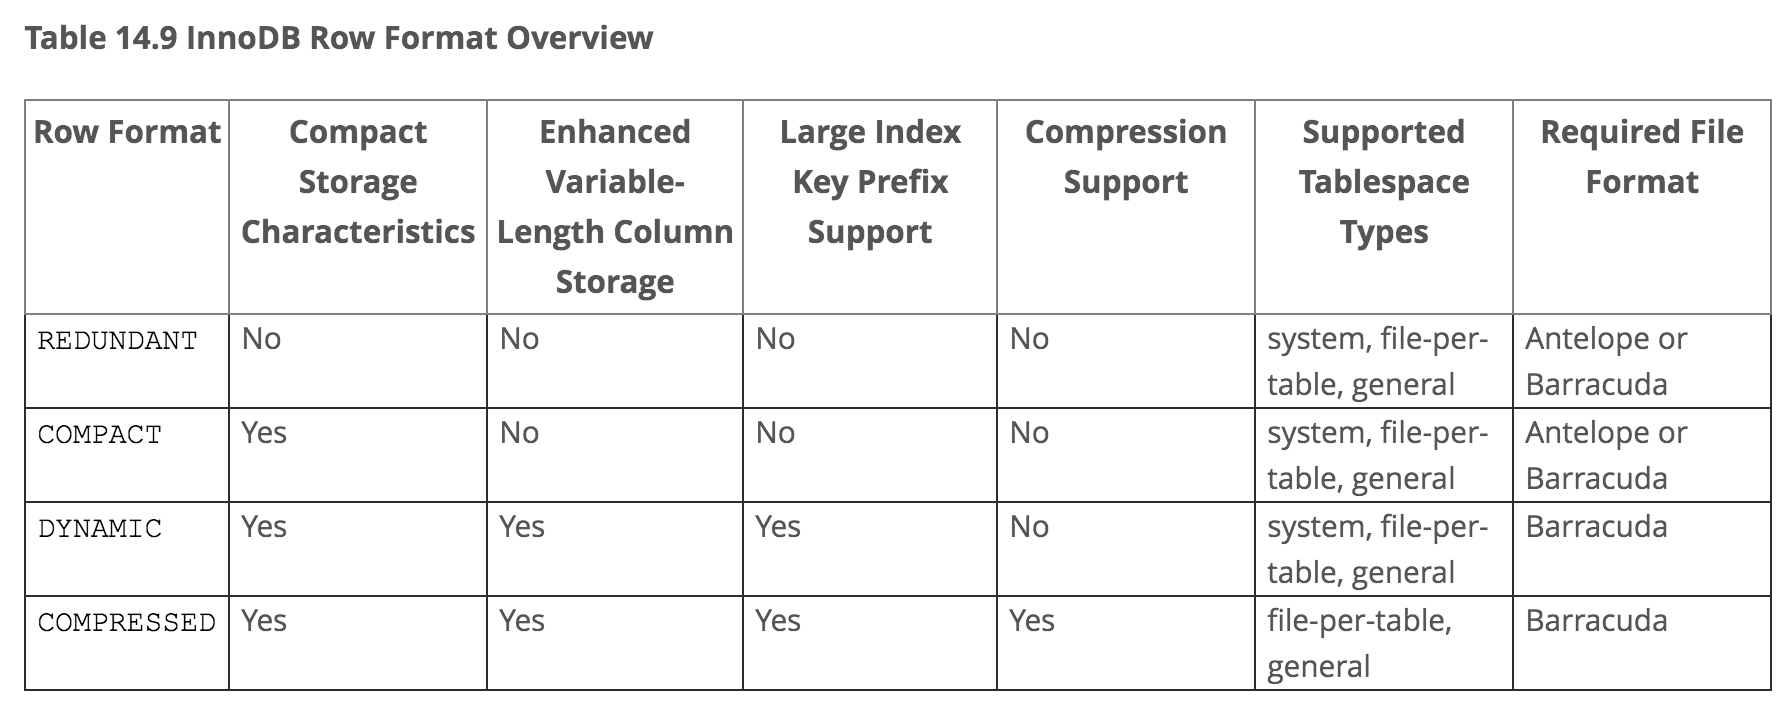 Table 14.9 InnoDB Row Format Overview
Row Format
Compact
Storage
Characteristics
Enhanced
Variable-
Length Column
Storage
Large Index
Key Prefix
Support
Compression
Support
Supported
Tablespace
Types
Required File
Format
REDUNDANT
No
No
No
No
system, file-per-
table, general
Antelope or
Barracuda
COMPACT
Yes
No
No
No
system, file-per-
table, general
Antelope or
Barracuda
DYNAMIC
Yes
Yes
Yes
No
system, file-per-
table, general
Barracuda
COMPRESSED
Yes
Yes
Yes
Yes
file-per-table,
general
Barracuda